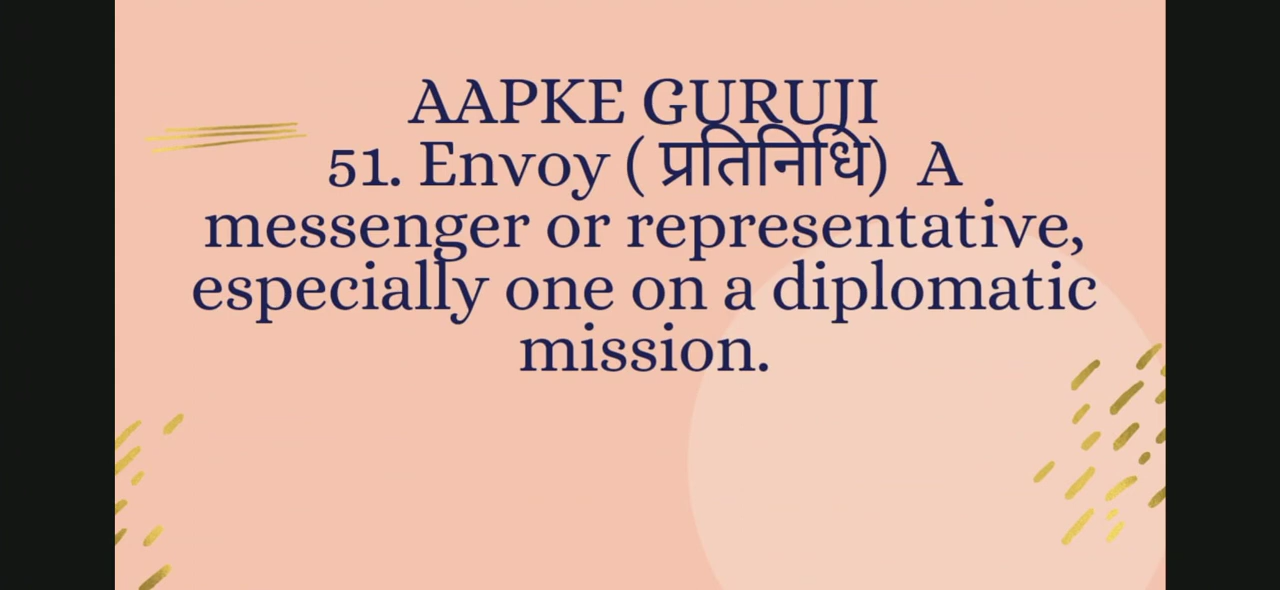 AAPKE GURUJI
51. Envoy ( प्रतिनिधि) A
messenger or representative,
especially one on a diplomatic
mission.